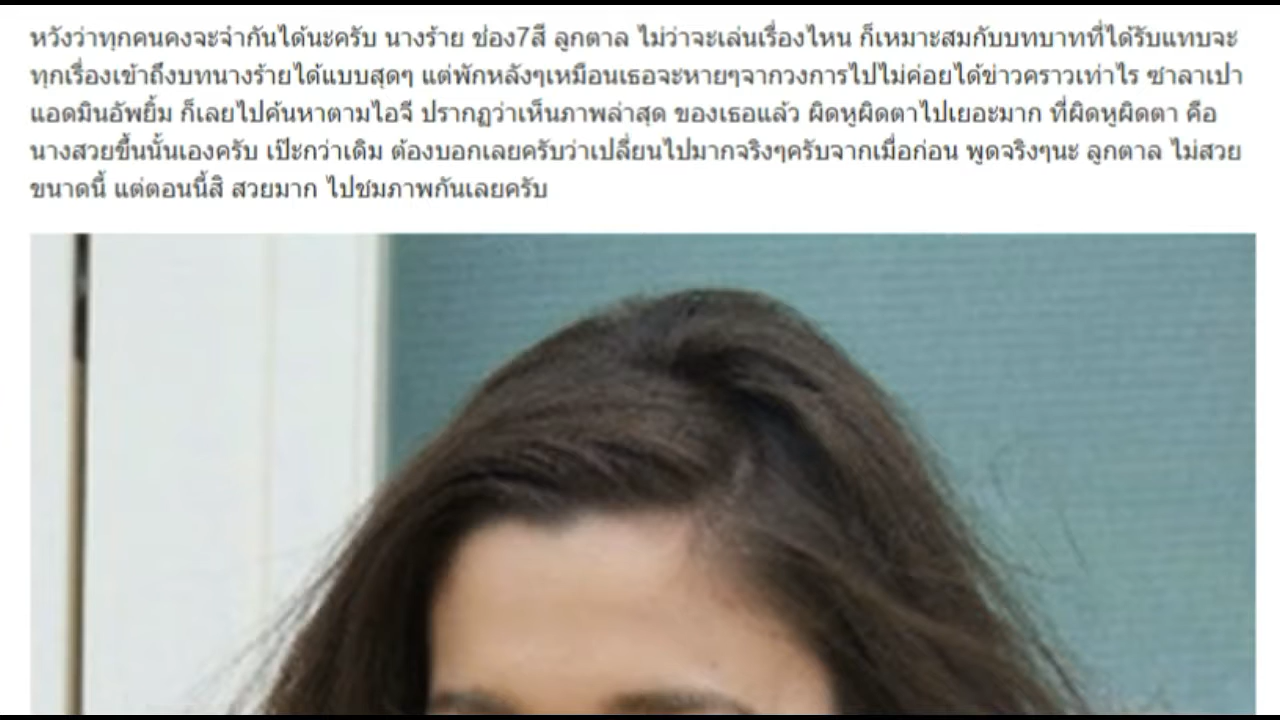 หวังว่าทุกคนคงจะจำกันได้นะครับ นางร้าย ช่อง7สี ลูกตาล ไม่ว่าจะเล่นเรื่องไหน ก็เหมาะสมกับบทบาทที่ได้รับแทบจะ
ทุกเรื่องเข้าถึงบทนางร้ายได้แบบสุดๆ แต่พักหลังๆเหมือนเธอจะหายๆจากวงการไปไม่ค่อยได้ข่าวคราวเท่าไร ซาลาเปา
แอดมินอัพยิ้ม ก็เลยไปค้นหาตามไอจี ปรากฏว่าเห็นภาพล่าสุด ของเธอแล้ว ผิดหูผิดตาไปเยอะมาก ที่ผิดหูผิดตา คือ
นางสวยขึ้นนั้นเองครับ เป๊ะกว่าเดิม ต้องบอกเลยครับว่าเปลี่ยนไปมากจริงๆครับจากเมื่อก่อน พูดจริงๆนะ ลูกตาล ไม่สวย
ขนาดนี้ แต่ตอนนี้สิ สวยมาก ไปชมภาพกันเลยครับ